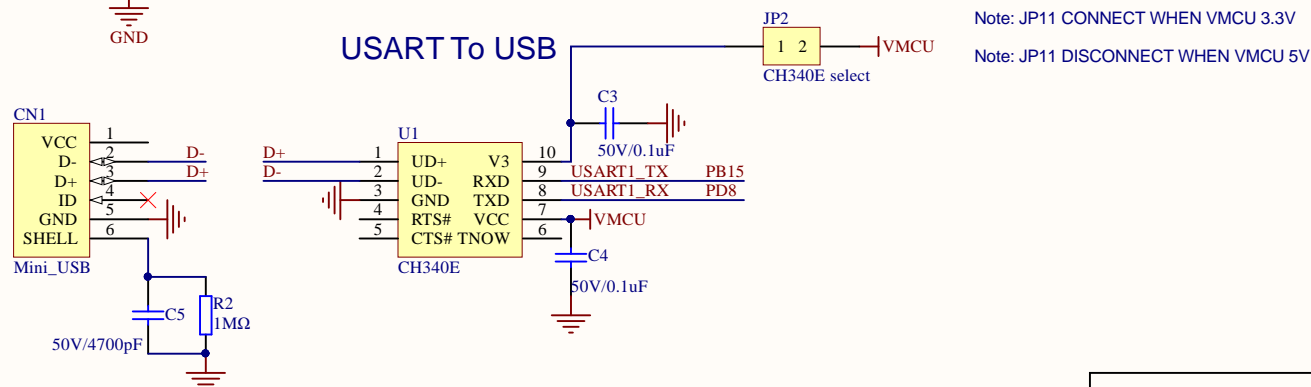 GND
USART To USB
JP2
1 2
VMCU
CH340E select
Note: JP11 CONNECT WHEN VMCU 3.3V
Note: JP11 DISCONNECT WHEN VMCU 5V
CN1
VCC 1
D- 2 D-
D+ 3 D+
ID 4
GND 5
SHELL 6
Mini_USB
C5
50V/4700pF
R2
1MΩ
U1
D+ 1 UD+ V3 10
D- 2 UD- RXD 9 USART1_TX PB15
3 GND TXD 8 USART1_RX PD8
4 RTS# VCC 7 VMCU
5 CTS# TNOW 6
CH340E
C3
50V/0.1uF
C4
50V/0.1uF